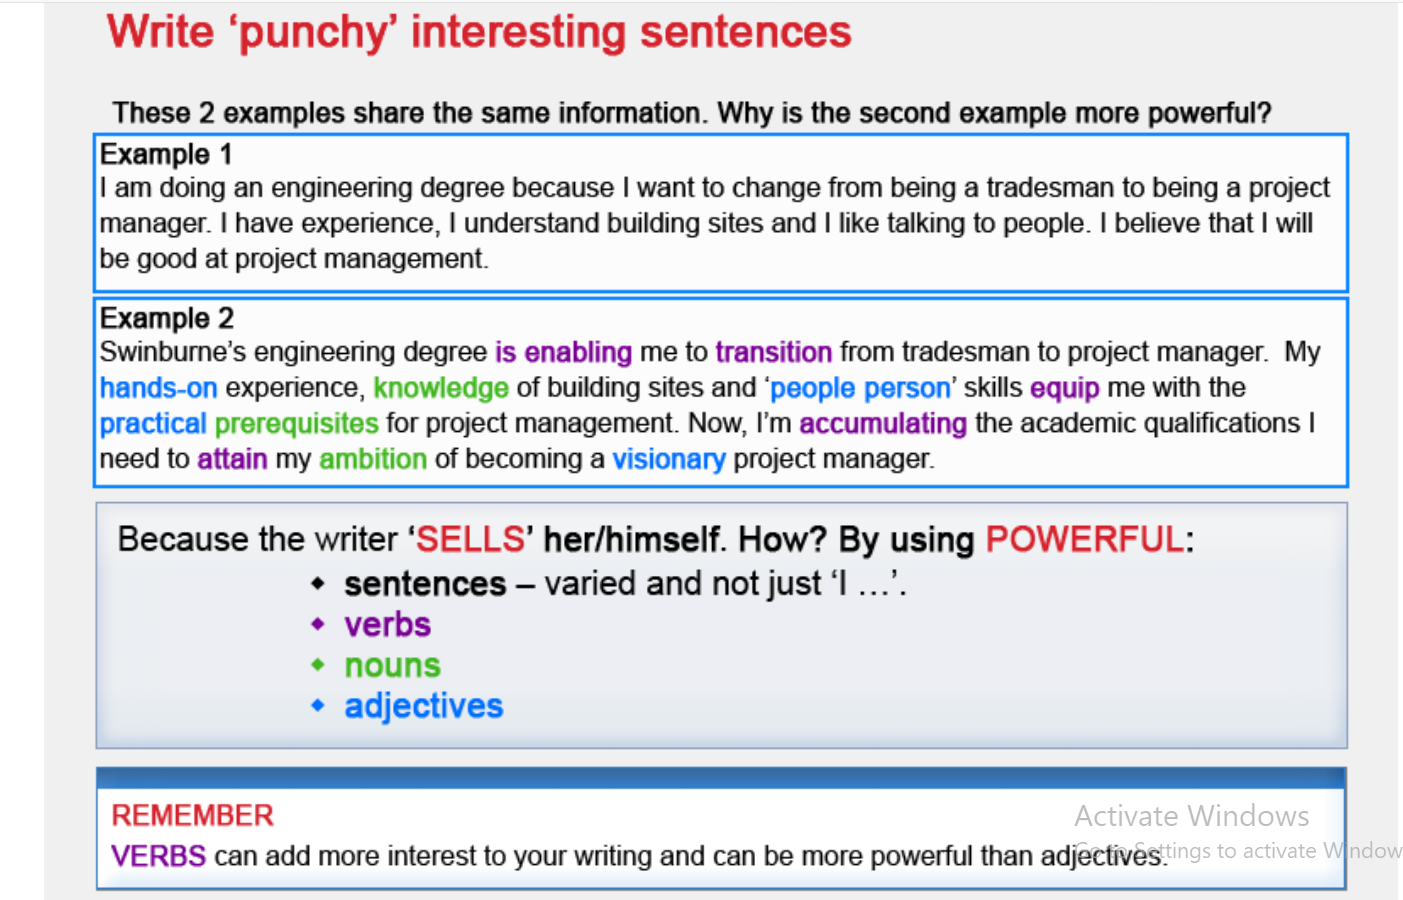 Write ‘punchy’ interesting sentences
These 2 examples share the same information. Why is the second example more powerful?
Example 1
I am doing an engineering degree because I want to change from being a tradesman to being a project
manager. I have experience, I understand building sites and I like talking to people. I believe that I will
be good at project management.
Example 2
Swinburne’s engineering degree is enabling me to transition from tradesman to project manager.  My
hands-on experience, knowledge of building sites and ‘people person’ skills equip me with the
practical prerequisites for project management. Now, I’m accumulating the academic qualifications I
need to attain my ambition of becoming a visionary project manager.
Because the writer ‘SELLS’ her/himself. How? By using POWERFUL:
◆ sentences – varied and not just ‘I …’.
◆ verbs
◆ nouns
◆ adjectives
REMEMBER
VERBS can add more interest to your writing and can be more powerful than adjectives.
Activate Windows
Go to Settings to activate Window